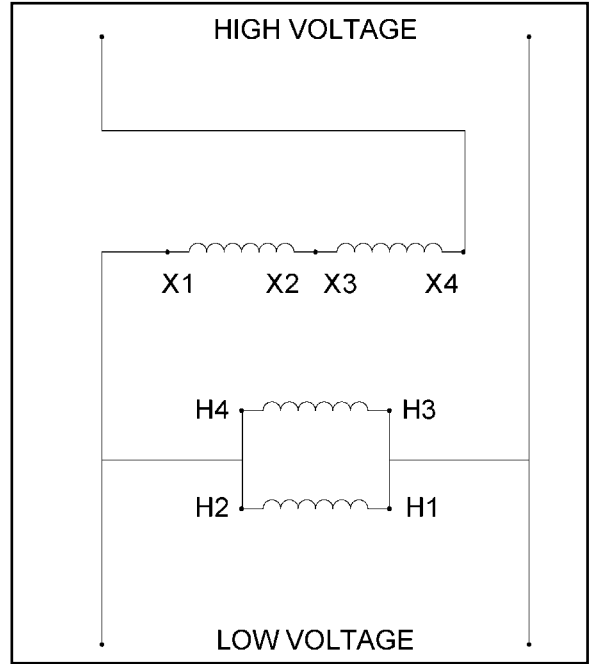 HIGH VOLTAGE
X1 X2 X3 X4
H4 H3
H2 H1
LOW VOLTAGE